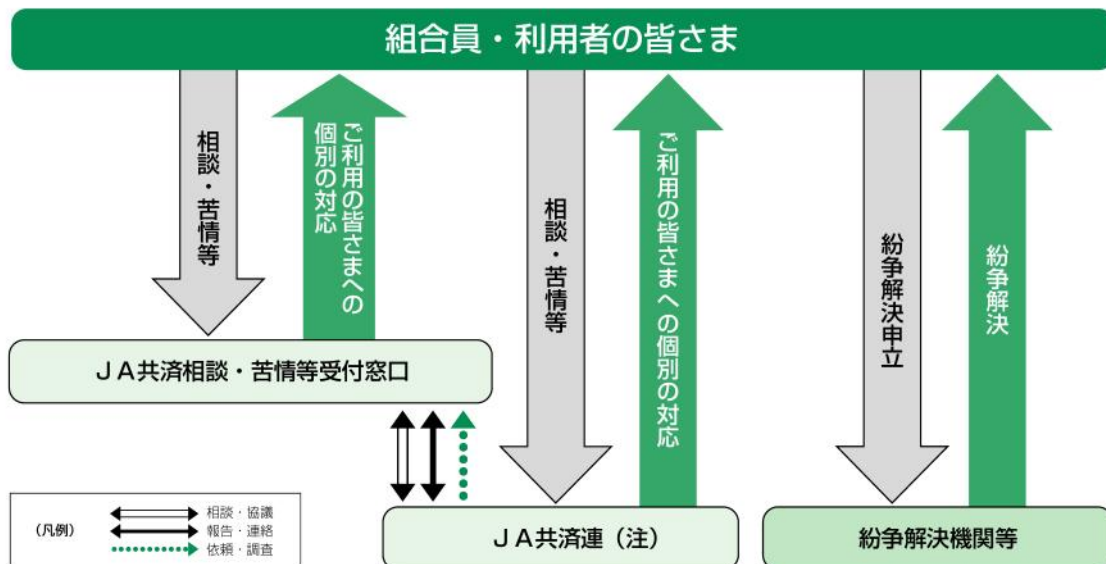 組合員・利用者の皆さま
相談・苦情等
ご利用の皆さまへの
個別の対応
相談・苦情等
ご利用の皆さまへの個別の対応
紛争解決申立
紛争解決
ＪＡ共済相談・苦情等受付窓口
(凡例)
相談・協議
報告・連絡
依頼・調査
ＪＡ共済連（注）
紛争解決機関等